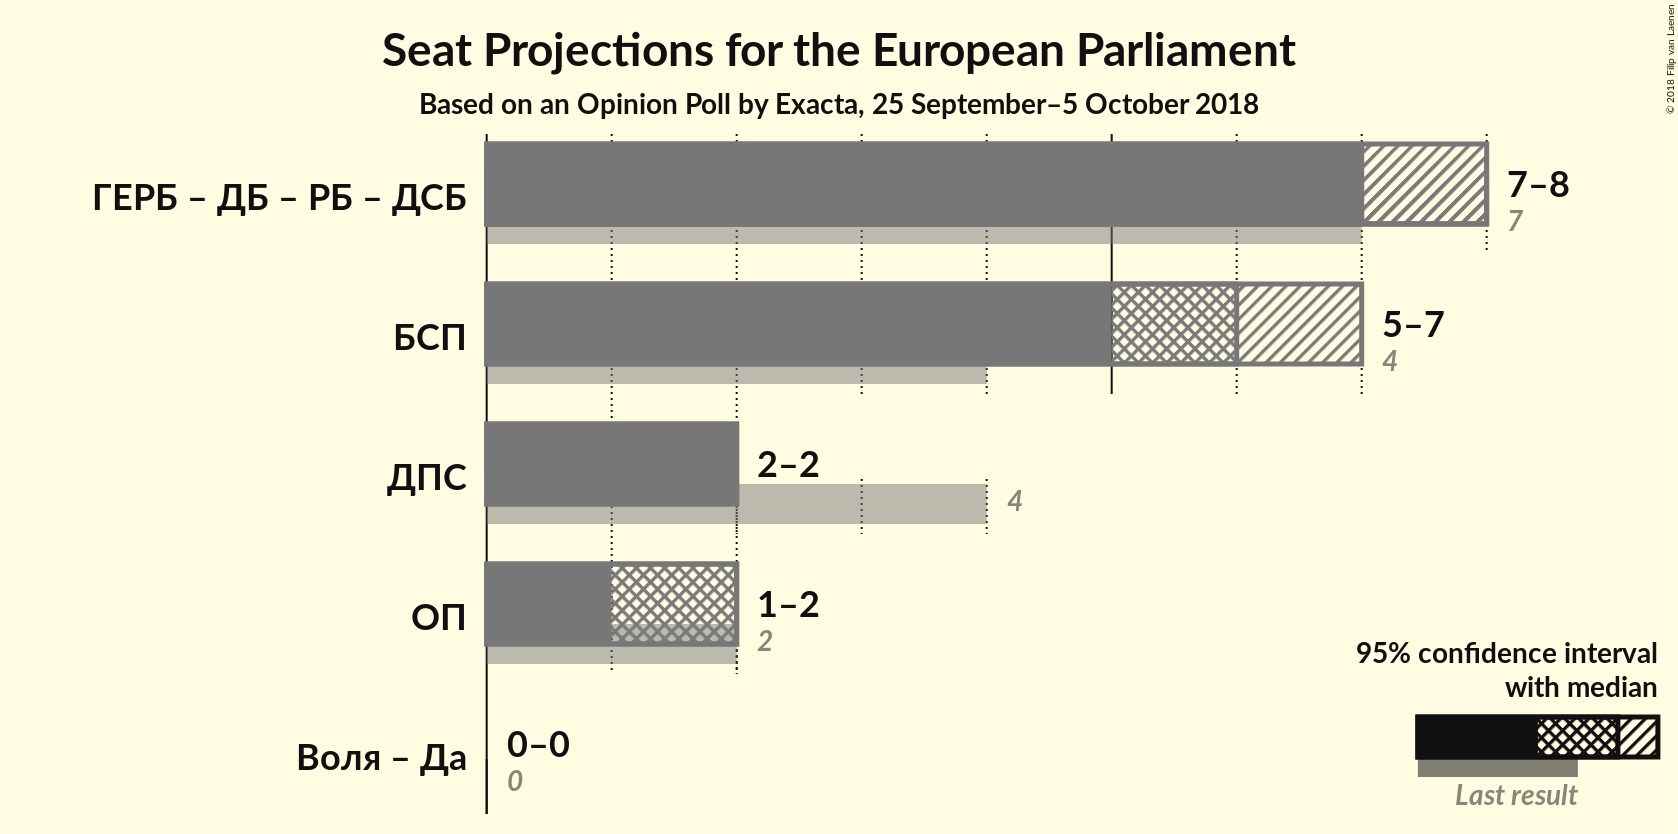 Seat Projections for the European Parliament
Based on an Opinion Poll by Exacta, 25 September–5 October 2018
© 2018 Filip van Laenen
ГЕРБ – ДБ – РБ – ДСБ
7–8
7
БСП
5–7
4
ДПС
2–2
4
ОП
1–2
2
Воля – Да
0–0
0
95% confidence interval
with median
Last result